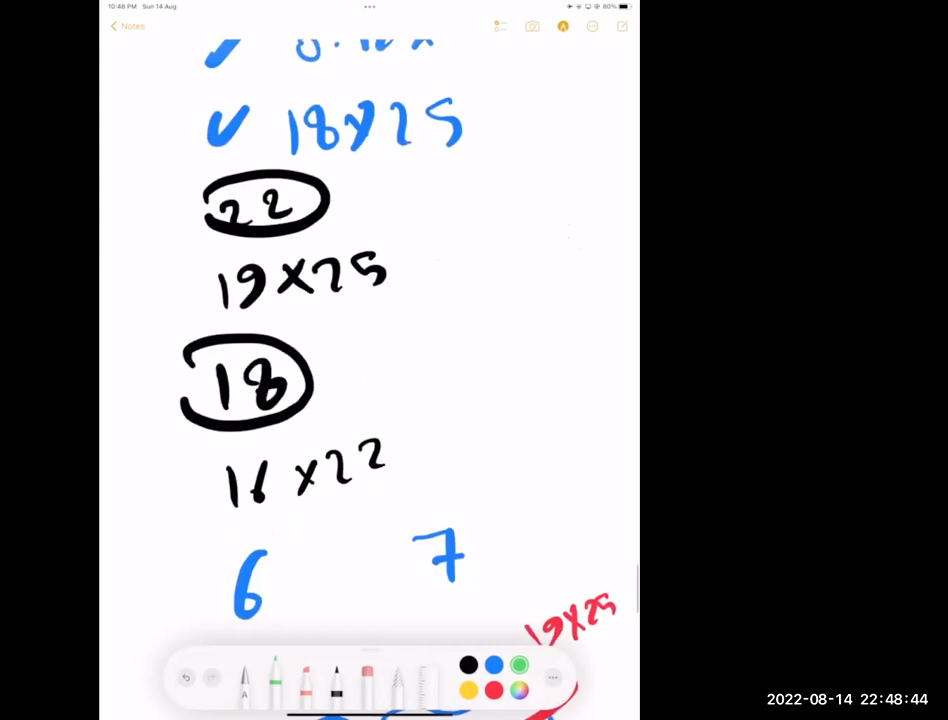 10:48 PM Sun 14 Aug
80%
Notes
18x25
22
19x25
18
16x22
6 7
19x25
A
2022-08-14 22:48:44